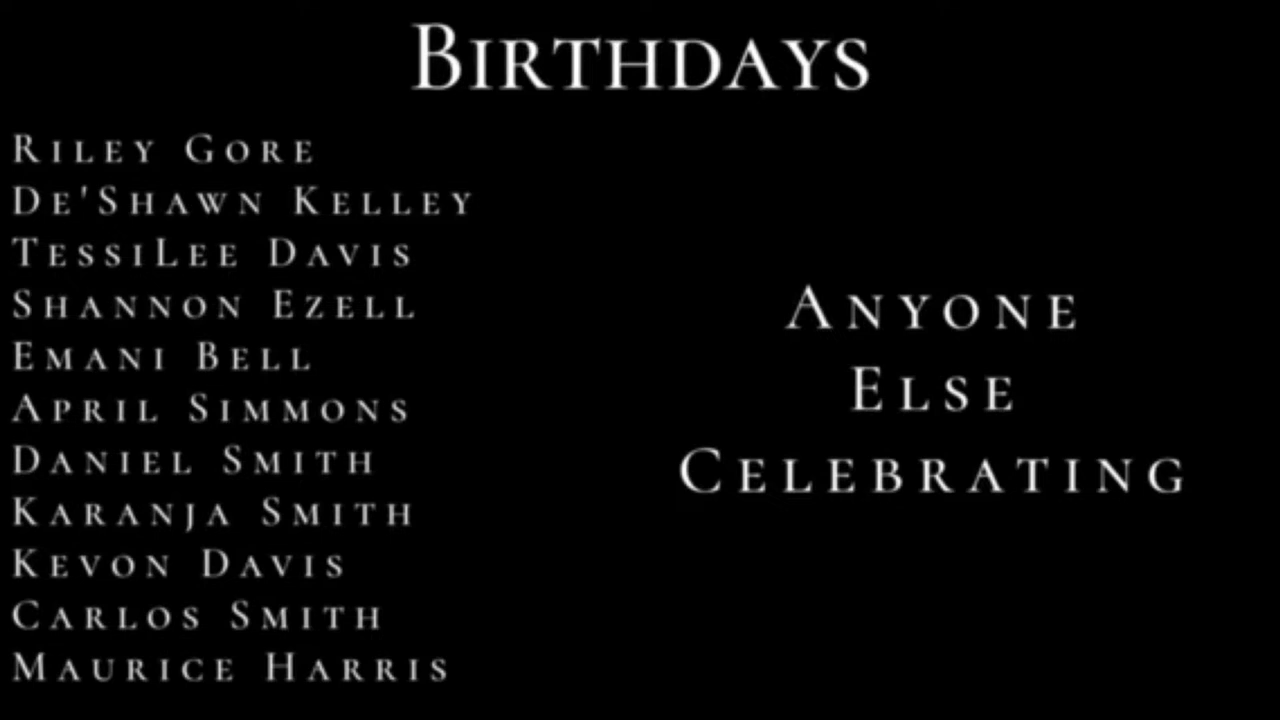 Birthdays
Riley Gore
De'Shawn Kelley
TessiLee Davis
Shannon Ezell
Emani Bell
April Simmons
Daniel Smith
Karanja Smith
Kevon Davis
Carlos Smith
Maurice Harris
Anyone
Else
Celebrating